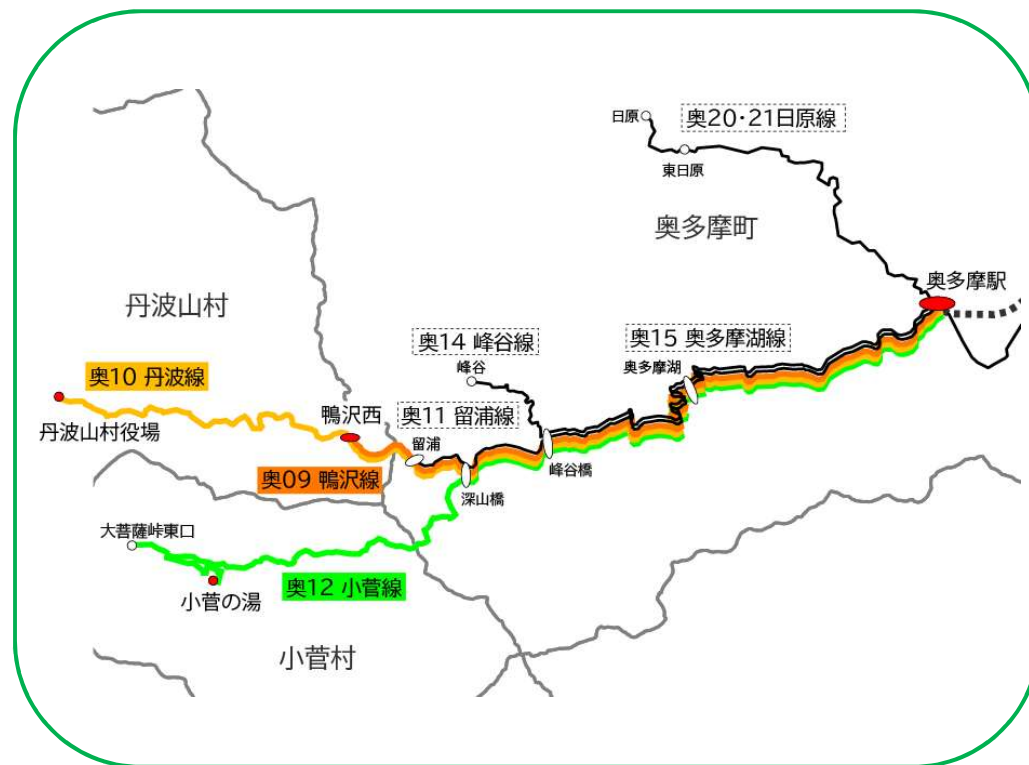 日原
奥20・21日原線
東日原
奥多摩町
奥多摩駅
丹波山村
奥14 峰谷線
峰谷
奥15 奥多摩湖線
奥多摩湖
奥10 丹波線
丹波山村役場
鴨沢西
奥11 留浦線
留浦
奥09 鴨沢線
深山橋
峰谷橋
大菩薩峠東口
小菅の湯
奥12 小菅線
小菅村